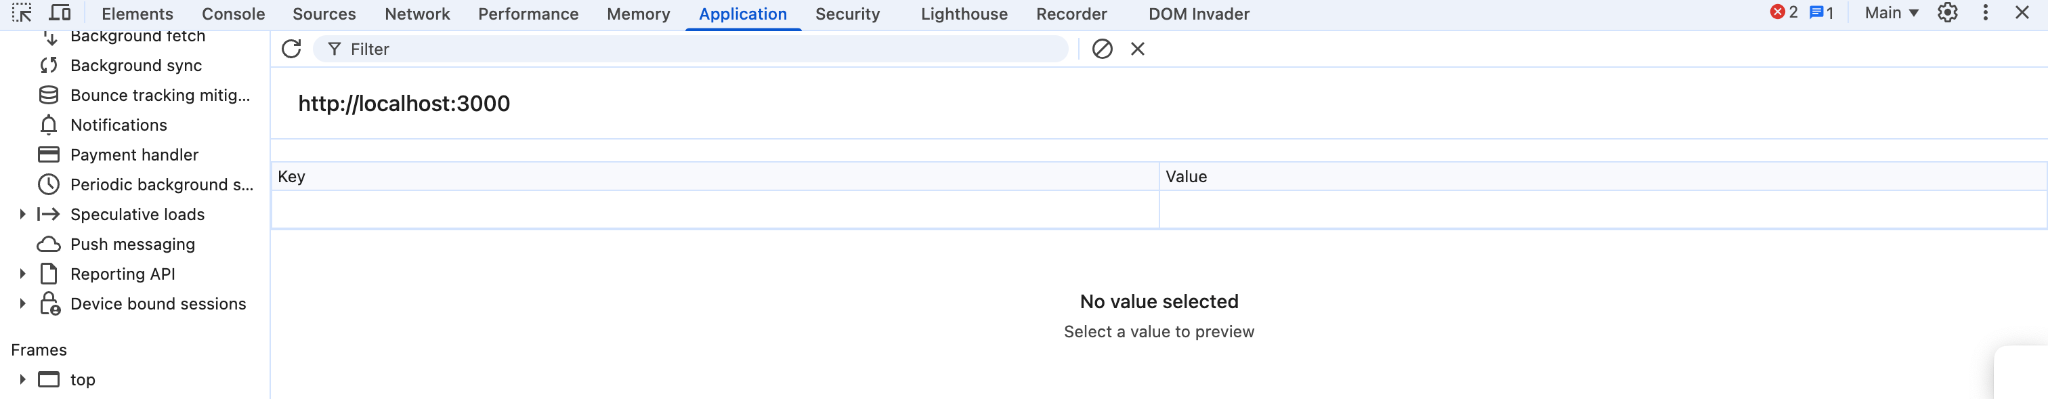 Elements Console Sources Network Performance Memory Application Security Lighthouse Recorder DOM Invader 2 1 Main
Background fetch
Background sync
Bounce tracking mitig...
Notifications
Payment handler
Periodic background s...
Speculative loads
Push messaging
Reporting API
Device bound sessions
Frames
top
Filter
http://localhost:3000
Key Value
No value selected
Select a value to preview